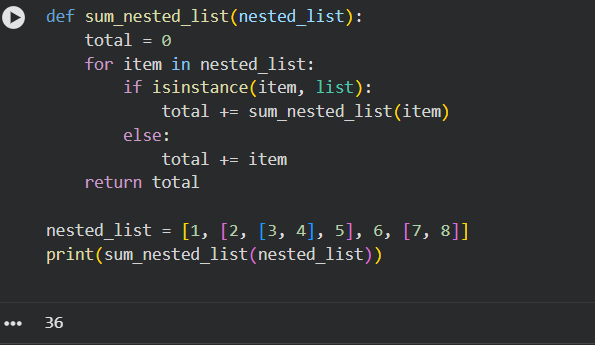 def sum_nested_list(nested_list):
    total = 0
    for item in nested_list:
        if isinstance(item, list):
            total += sum_nested_list(item)
        else:
            total += item
    return total

nested_list = [1, [2, [3, 4], 5], 6, [7, 8]]
print(sum_nested_list(nested_list))
36